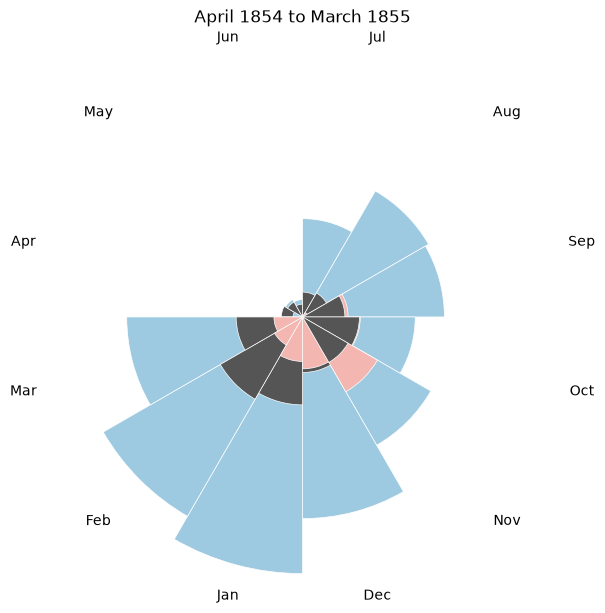 April 1854 to March 1855
Jun
Jul
May
Aug
Apr
Sep
Mar
Oct
Feb
Nov
Jan
Dec